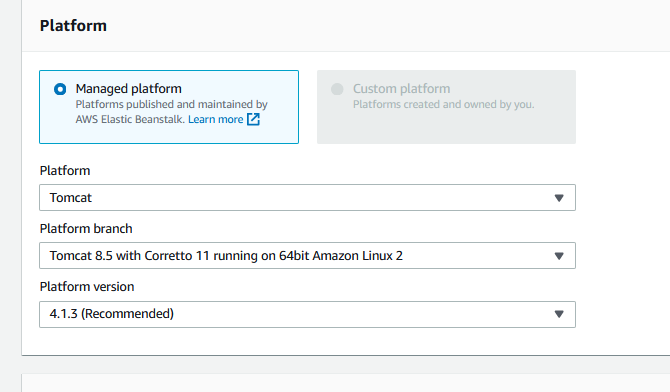 Platform
Managed platform
Platforms published and maintained by
AWS Elastic Beanstalk. Learn more
Custom platform
Platforms created and owned by you.
Platform
Tomcat
Platform branch
Tomcat 8.5 with Corretto 11 running on 64bit Amazon Linux 2
Platform version
4.1.3 (Recommended)